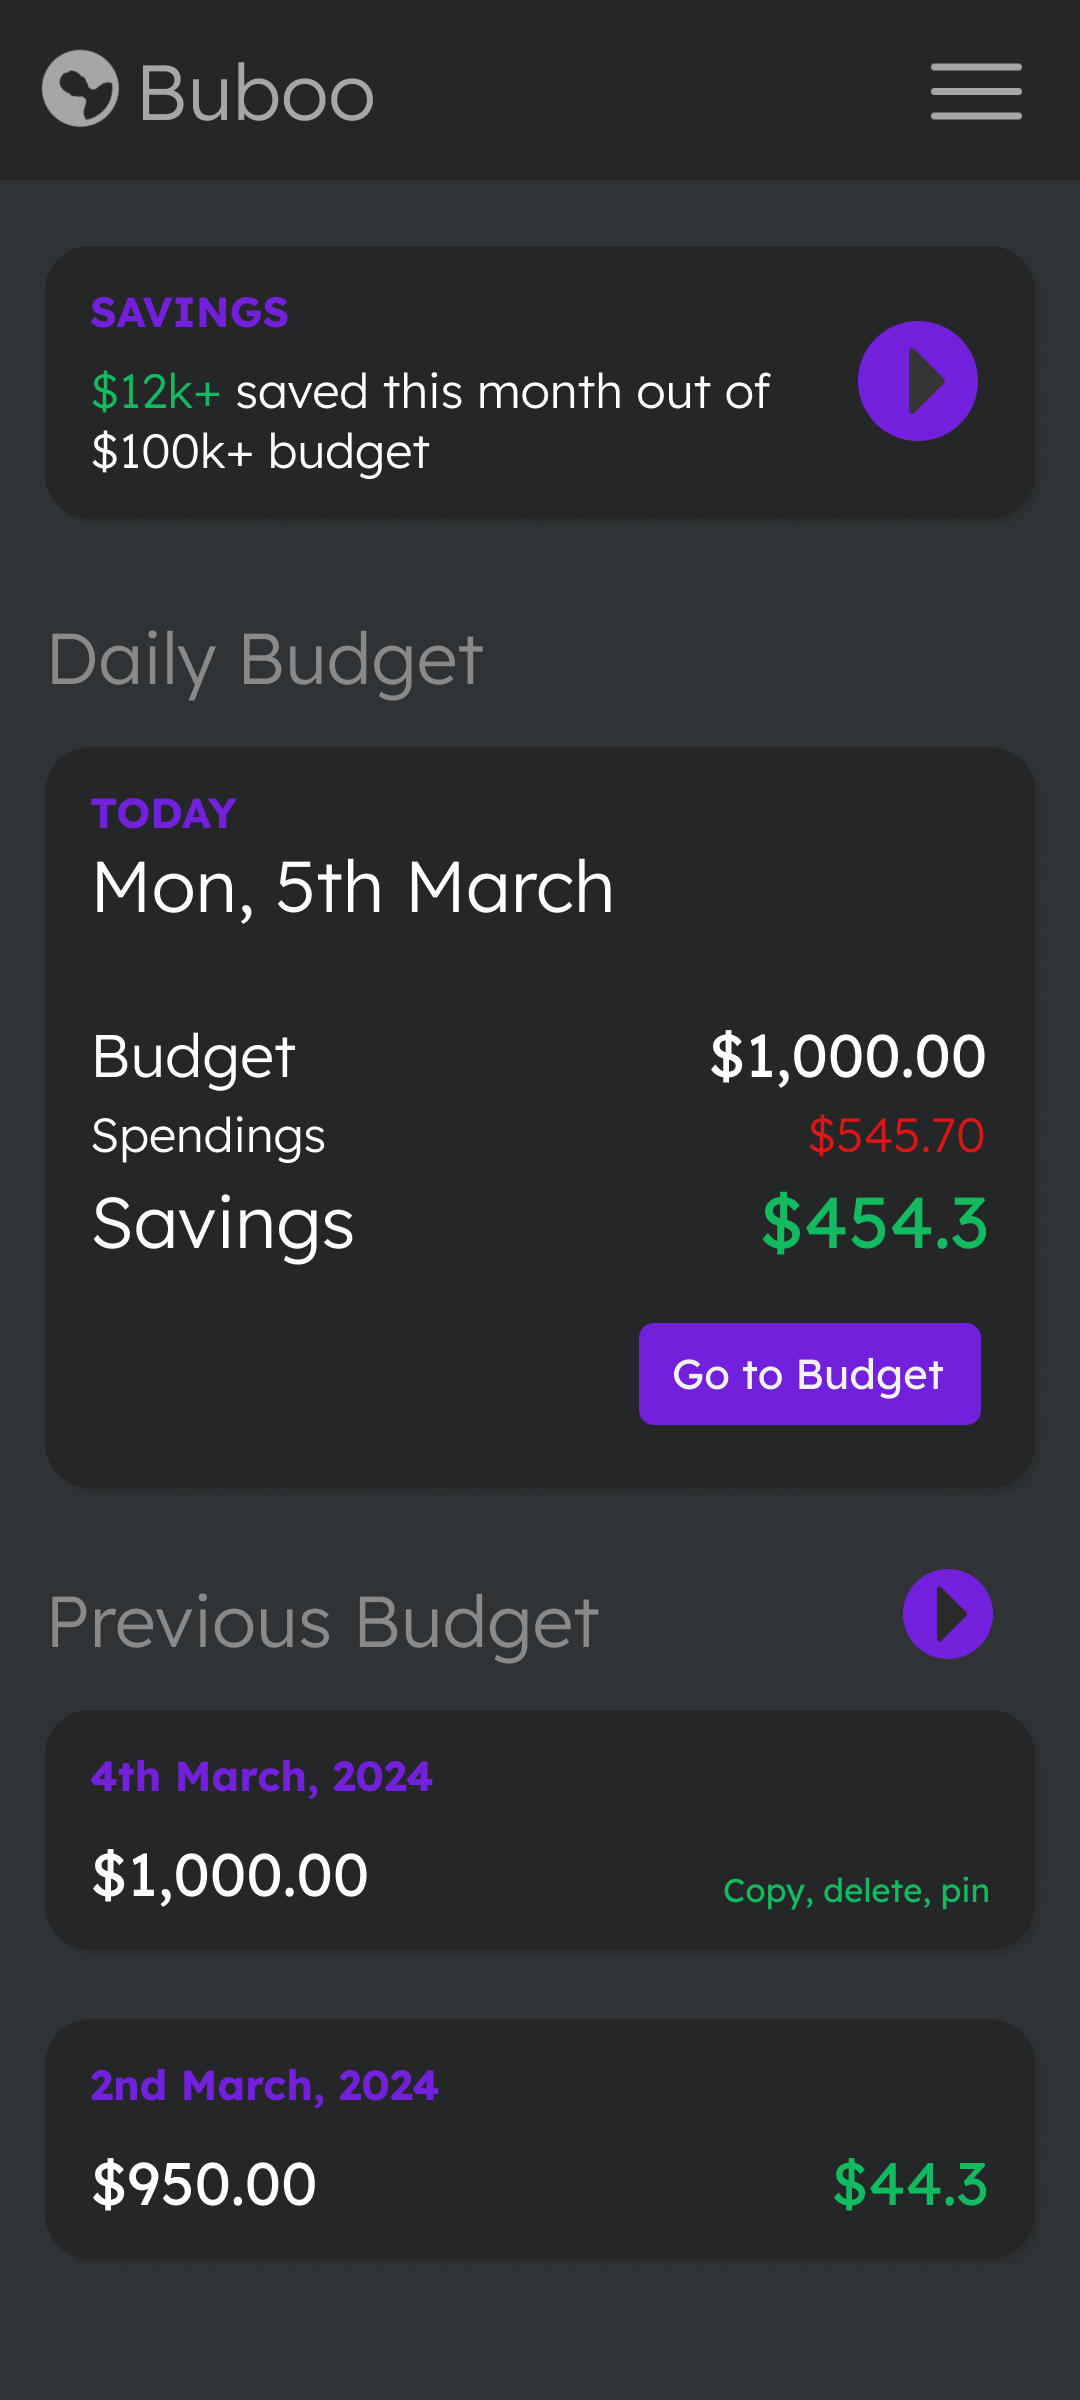 Buboo
SAVINGS
$12k+ saved this month out of
$100k+ budget
Daily Budget
TODAY
Mon, 5th March
Budget $1,000.00
Spendings $545.70
Savings $454.3
Go to Budget
Previous Budget
4th March, 2024
$1,000.00 Copy, delete, pin
2nd March, 2024
$950.00 $44.3